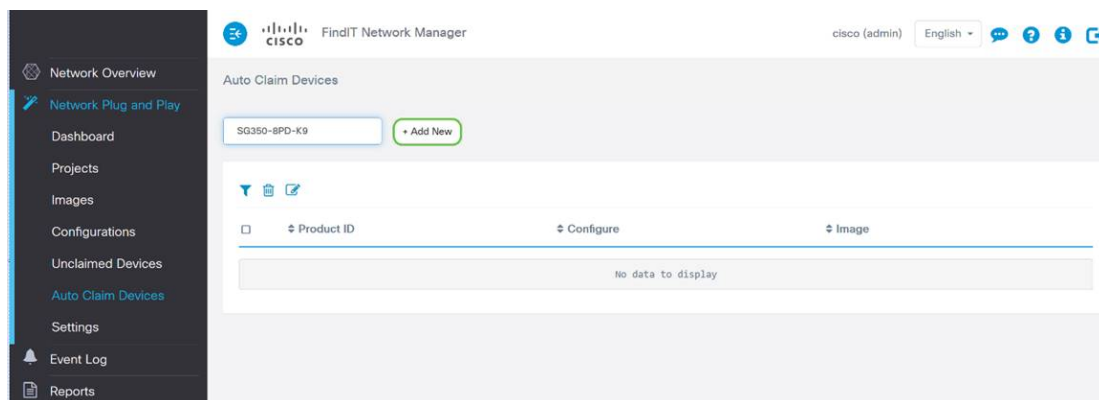 cisco FindIT Network Manager
cisco (admin) English
Network Overview
Network Plug and Play
Dashboard
Projects
Images
Configurations
Unclaimed Devices
Auto Claim Devices
Settings
Event Log
Reports
Auto Claim Devices
SG350-8PD-K9
+ Add New
Product ID Configure Image
No data to display